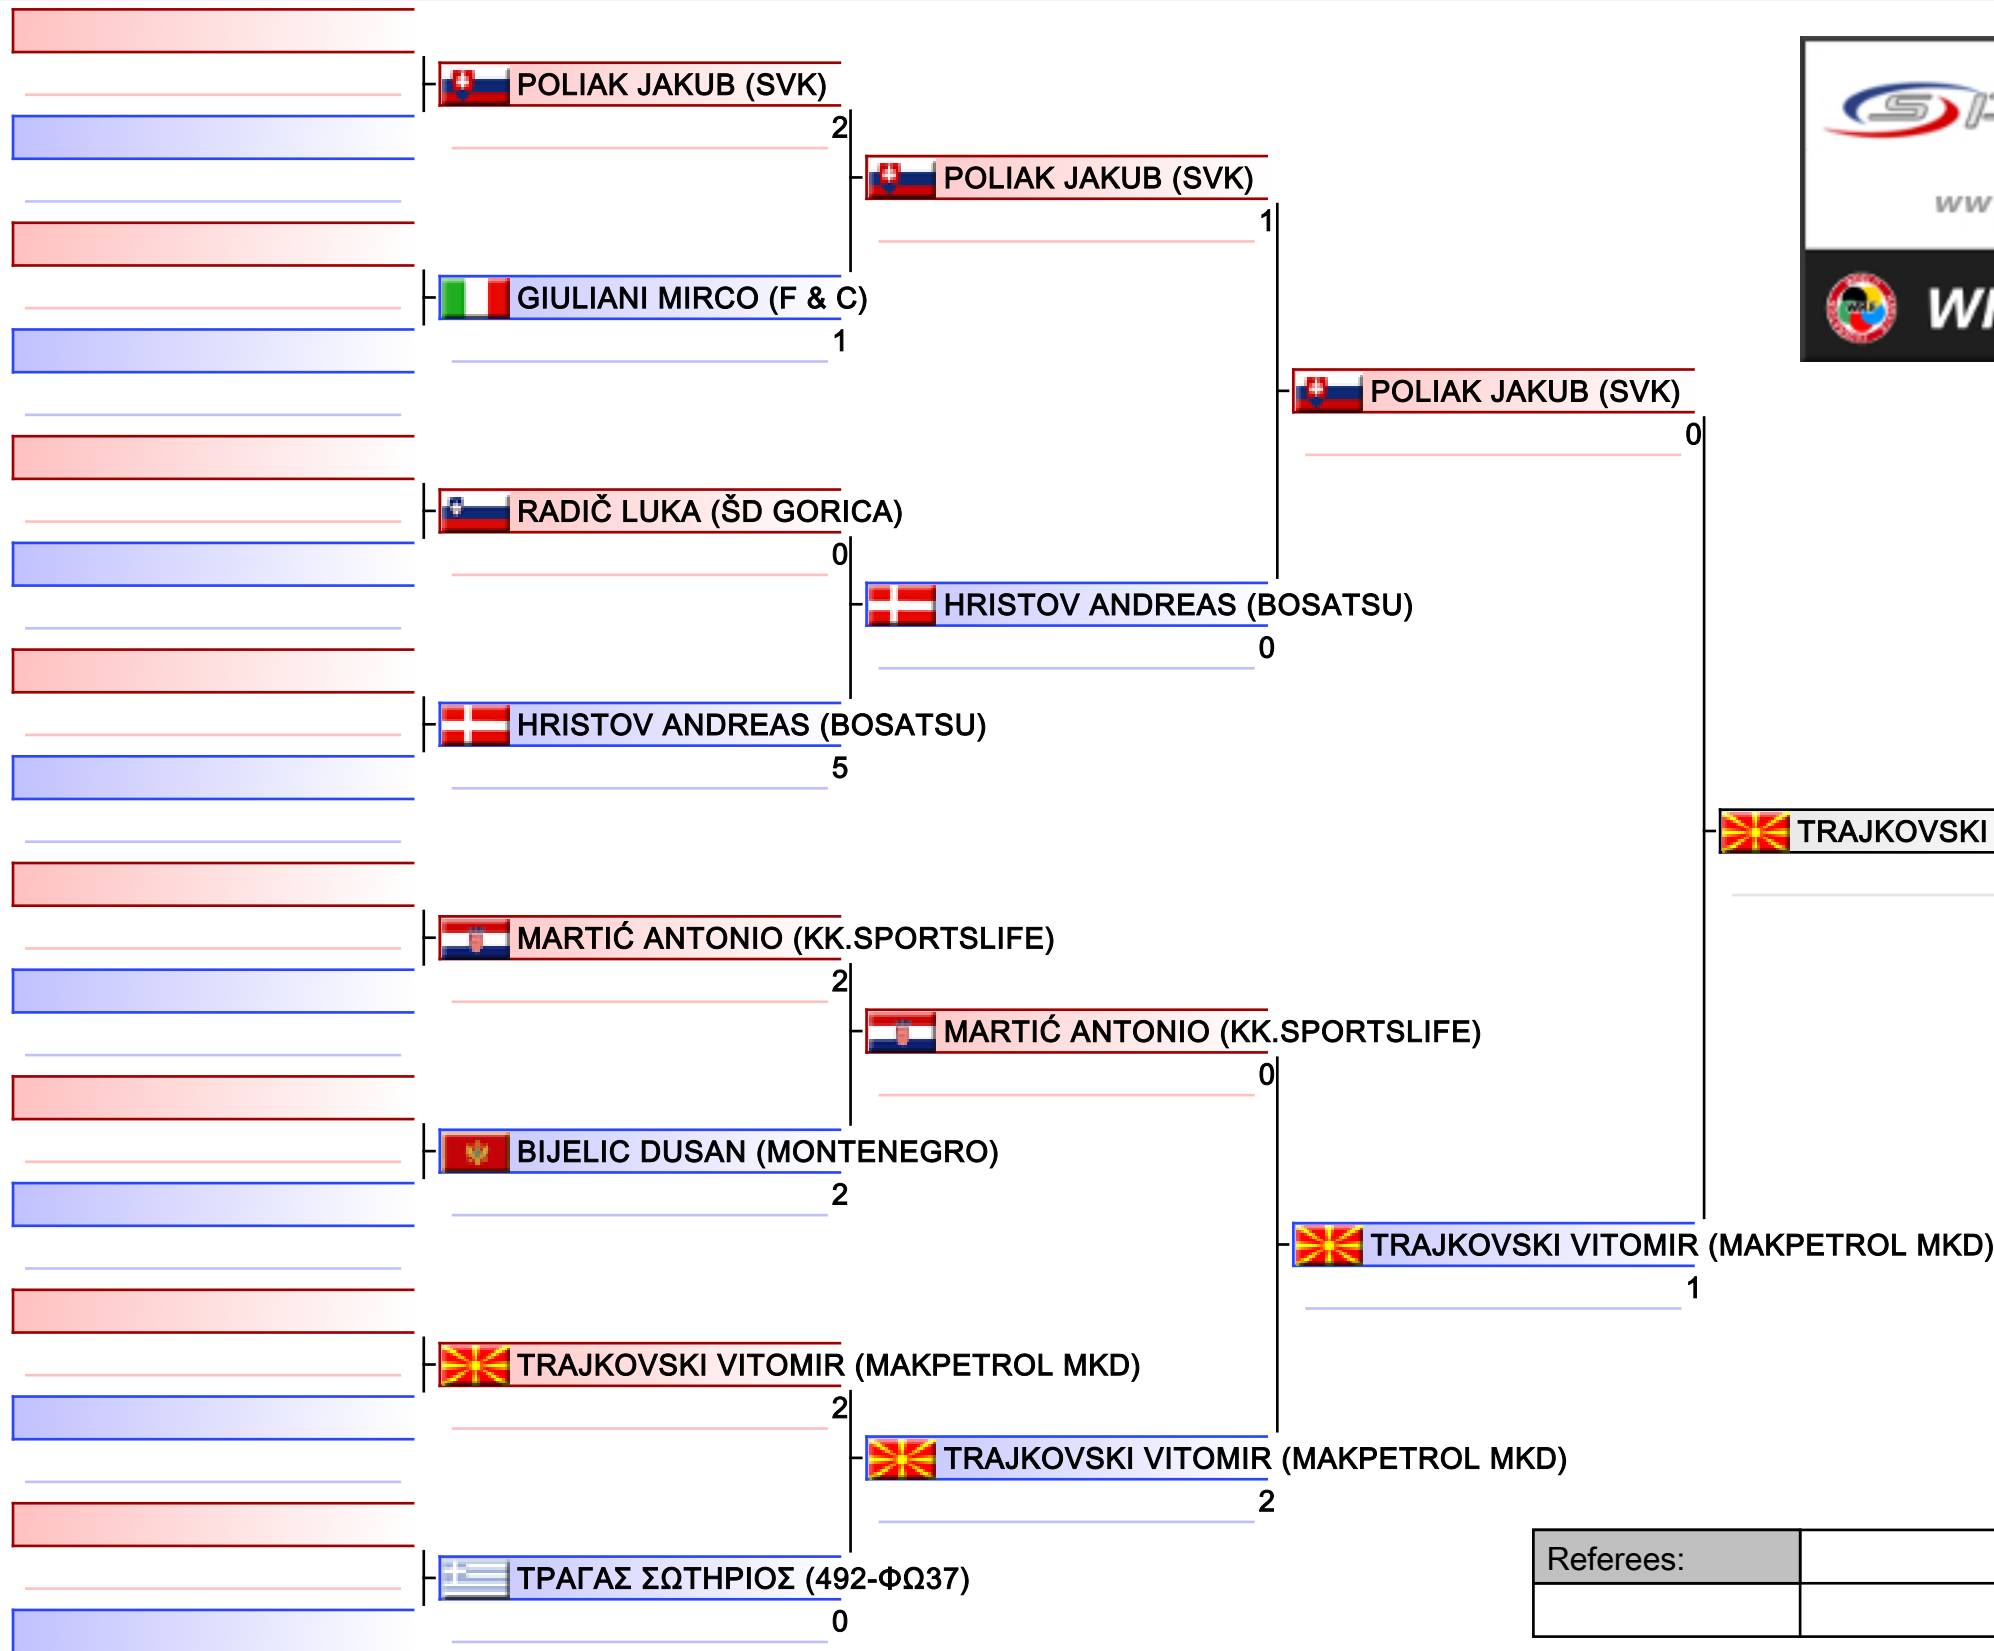 POLIAK JAKUB (SVK)
2
POLIAK JAKUB (SVK)
1
GIULIANI MIRCO (F & C)
1
POLIAK JAKUB (SVK)
0
RADIČ LUKA (ŠD GORICA)
0
HRISTOV ANDREAS (BOSATSU)
0
HRISTOV ANDREAS (BOSATSU)
5
TRAJKOVSKI
MARTIĆ ANTONIO (KK.SPORTSLIFE)
2
MARTIĆ ANTONIO (KK.SPORTSLIFE)
0
BIJELIC DUSAN (MONTENEGRO)
2
TRAJKOVSKI VITOMIR (MAKPETROL MKD)
1
TRAJKOVSKI VITOMIR (MAKPETROL MKD)
2
TRAJKOVSKI VITOMIR (MAKPETROL MKD)
2
ΤΡΑΓΑΣ ΣΩΤΗΡΙΟΣ (492-ΦΩ37)
0
Referees: